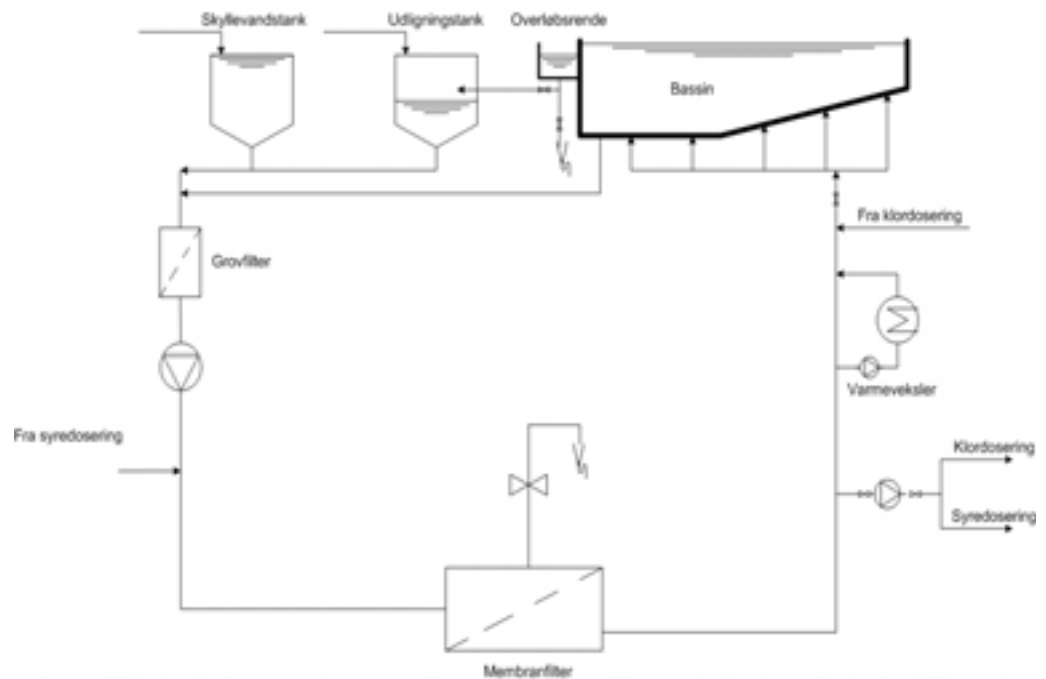 Skyllevandstank
Udligningstank
Overløbsrende
Bassin
Fra klordosering
Grovfilter
Varmeveksler
Fra syredosering
Klordosering
Syredosering
Membranfilter